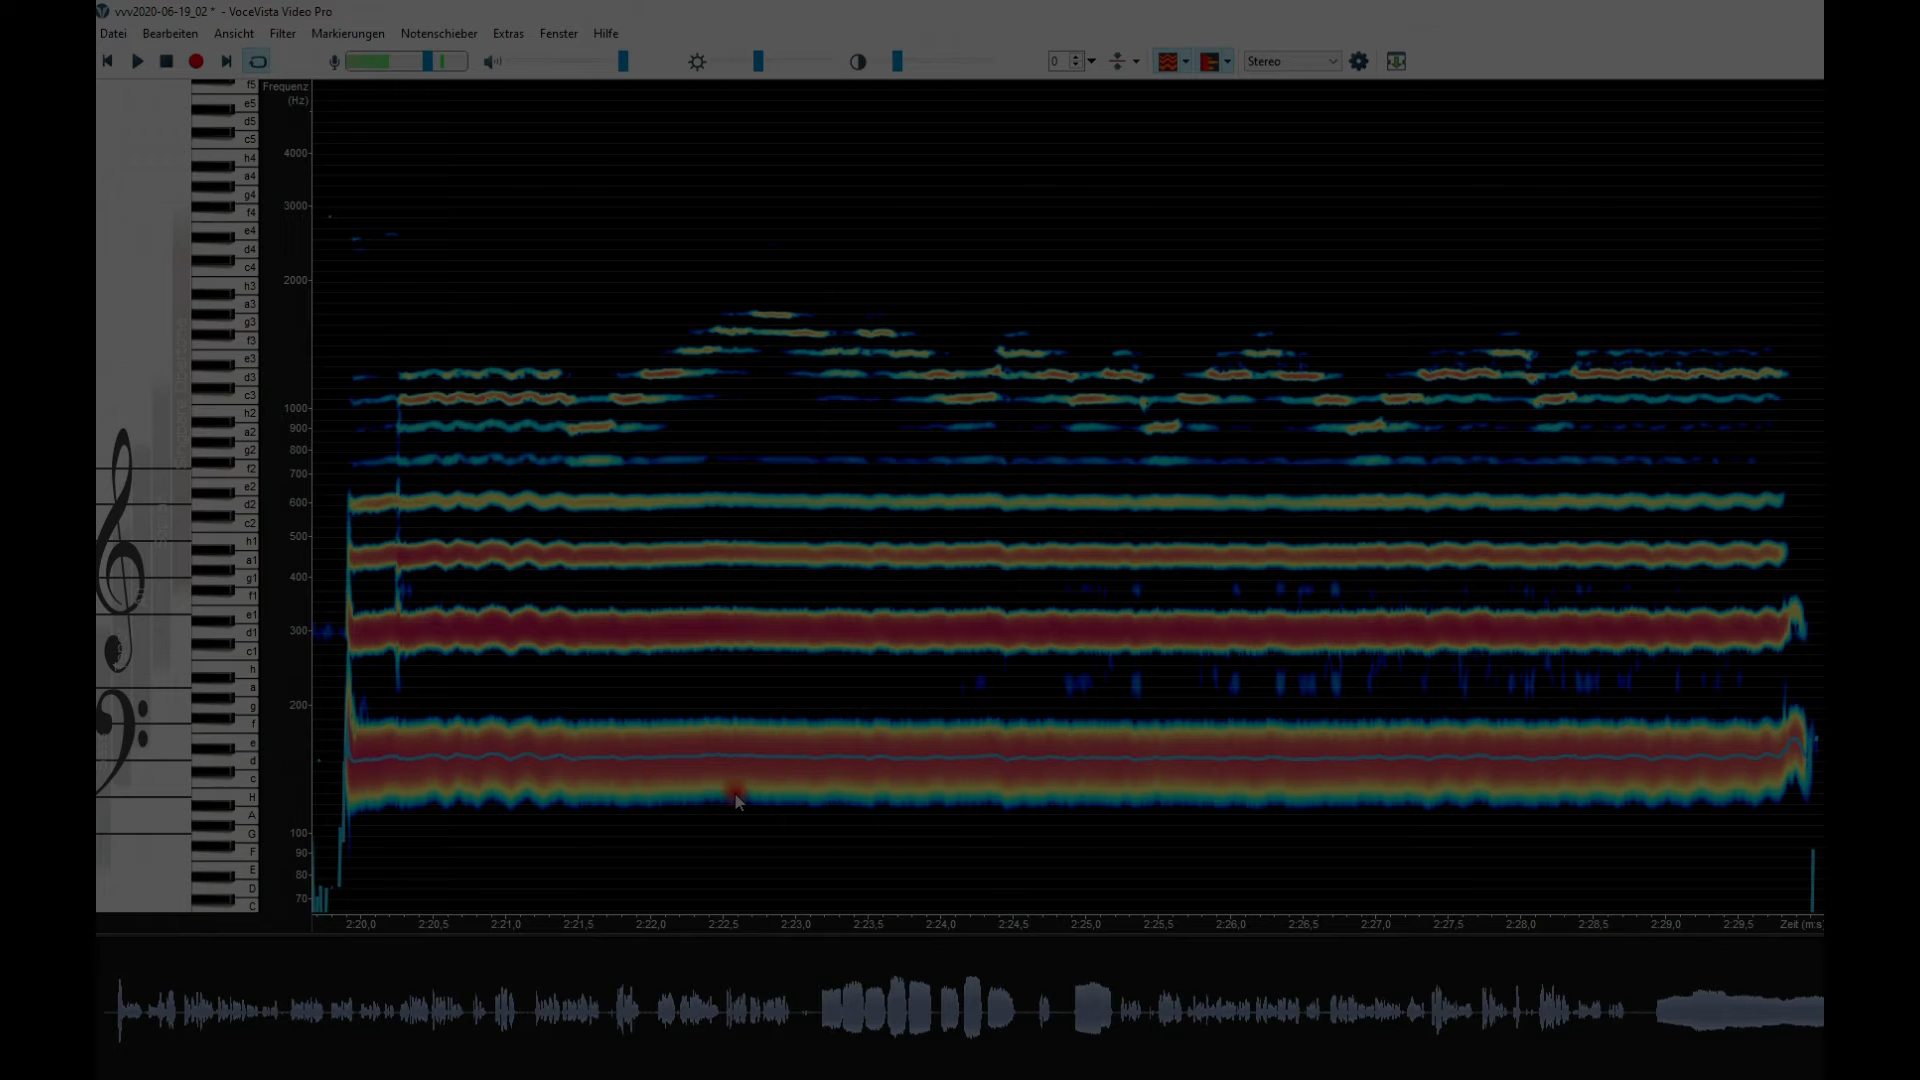 vvv2020-06-19_02 * - VoceVista Video Pro
Datei Bearbeiten Ansicht Filter Markierungen Notenschieber Extras Fenster Hilfe
0 Stereo
f5
e5
d5
c5
h4
a4
g4
f4
e4
d4
c4
h3
a3
g3
f3
e3
d3
c3
h2
a2
g2
f2
e2
d2
c2
h1
a1
g1
f1
e1
d1
c1
h
a
g
f
e
d
c
H
A
G
F
E
D
C
Frequenz
(Hz)
4000
3000
2000
1000
900
800
700
600
500
400
300
200
100
90
80
70
2:20,0 2:20,5 2:21,0 2:21,5 2:22,0 2:22,5 2:23,0 2:23,5 2:24,0 2:24,5 2:25,0 2:25,5 2:26,0 2:26,5 2:27,0 2:27,5 2:28,0 2:28,5 2:29,0 2:29,5 Zeit (m:s)